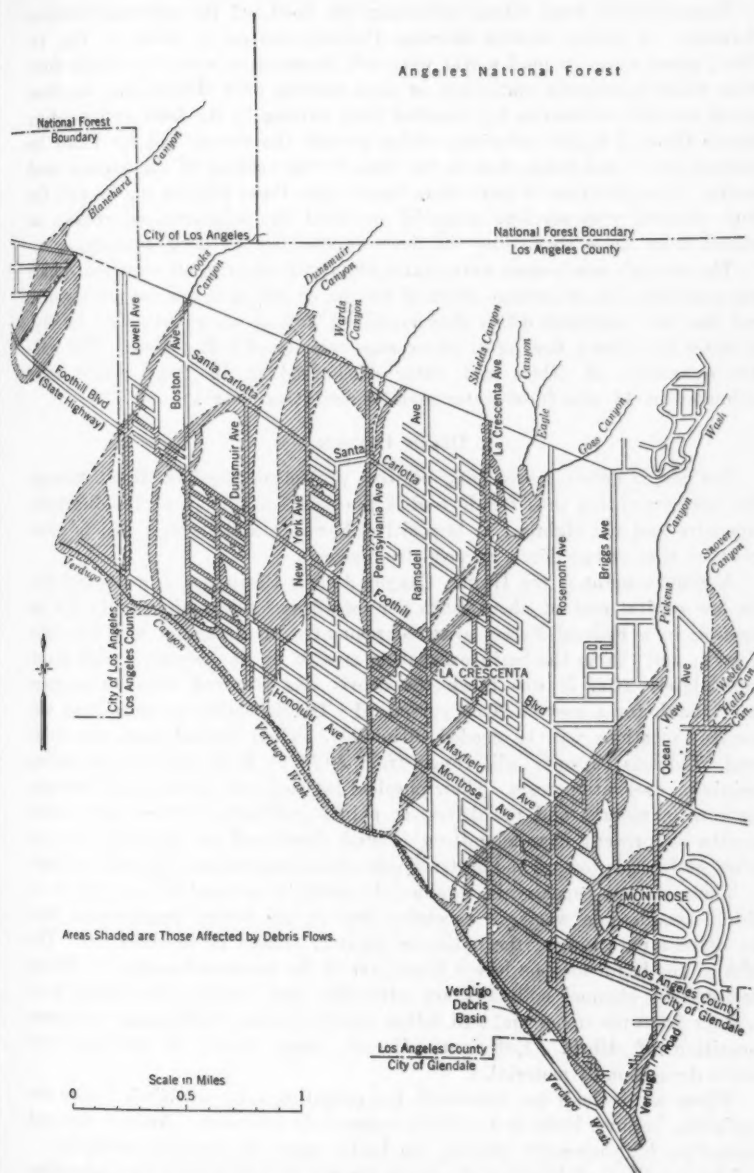 Angeles National Forest
National Forest
Boundary
Blanchard
Canyon
City of Los Angeles
National Forest Boundary
Los Angeles County
Cooks
Canyon
Dunsmuir
Canyon
Wards
Canyon
Shields Canyon
La Crescenta Ave
Eagle
Canyon
Goss Canyon
Wash
Lowell Ave
Boston
Ave
Santa Carlotta
Foothill Blvd
(State Highway)
Dunsmuir Ave
Santa
Carlotta
Ave
New York Ave
Pennsylvania Ave
Ramsdell
Rosemont Ave
Briggs Ave
Canyon
Snover
Canyon
Pickens
Foothill
Verdugo
Canyon
City of Los Angeles
Los Angeles County
LA CRESCENTA
Blvd
Ave
View
Ocean
Halls Can.
Can.
Honolulu
Ave
Verdugo
Wash
Mayfield
Ave
Montrose
Ave
MONTROSE
Areas Shaded are Those Affected by Debris Flows.
Los Angeles County
City of Glendale
Verdugo
Debris
Basin
Los Angeles County
City of Glendale
Verdugo
Road
Verdugo
Wash
Scale in Miles
0
0.5
1